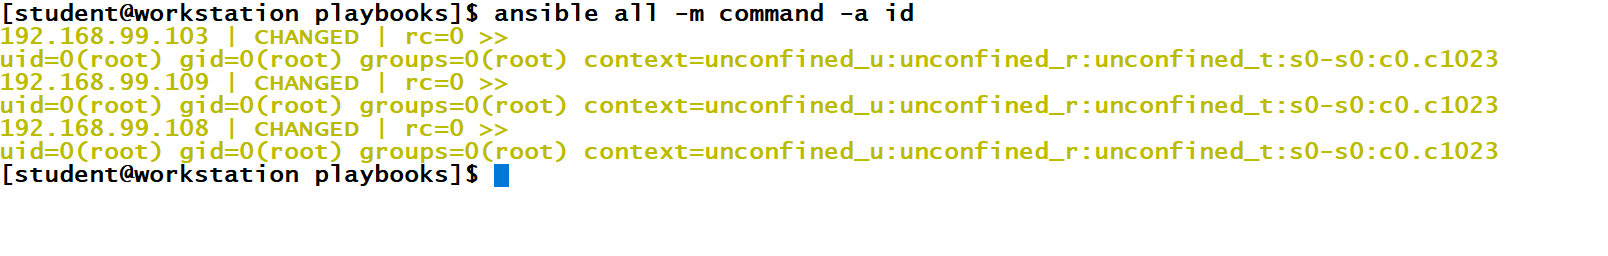 [student@workstation playbooks]$ ansible all -m command -a id
192.168.99.103 | CHANGED | rc=0 >>
uid=0(root) gid=0(root) groups=0(root) context=unconfined_u:unconfined_r:unconfined_t:s0-s0:c0.c1023
192.168.99.109 | CHANGED | rc=0 >>
uid=0(root) gid=0(root) groups=0(root) context=unconfined_u:unconfined_r:unconfined_t:s0-s0:c0.c1023
192.168.99.108 | CHANGED | rc=0 >>
uid=0(root) gid=0(root) groups=0(root) context=unconfined_u:unconfined_r:unconfined_t:s0-s0:c0.c1023
[student@workstation playbooks]$